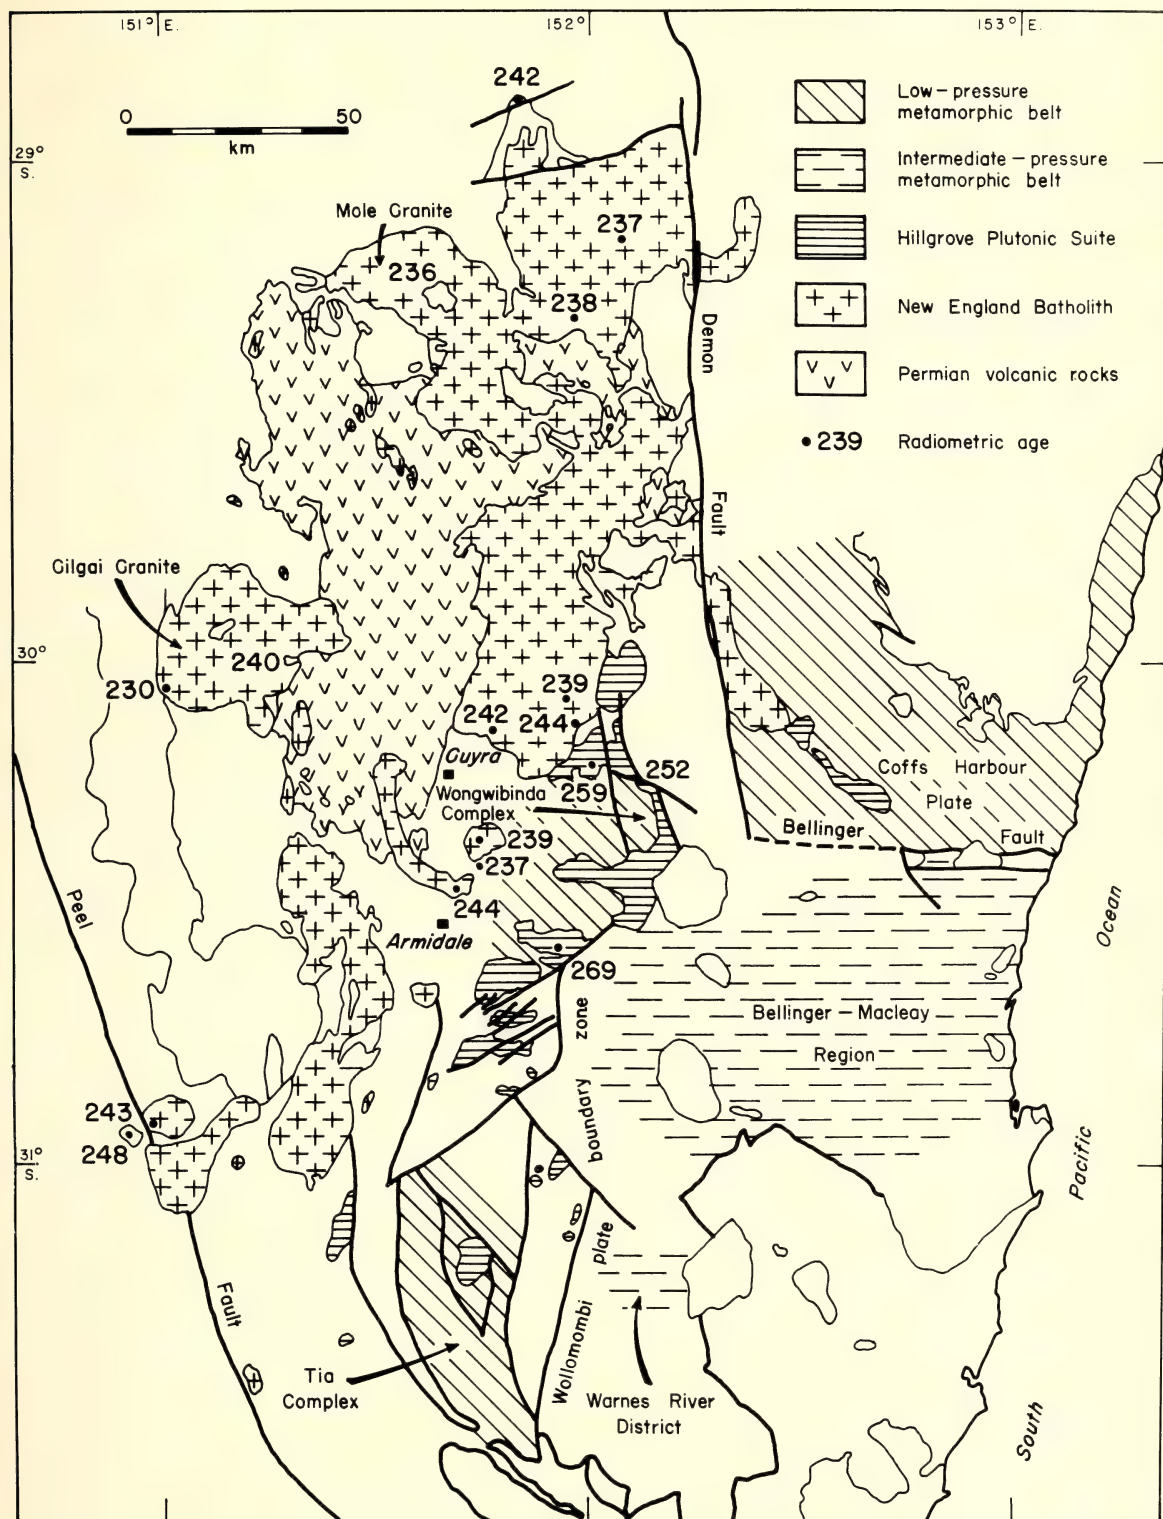 151° E.
152°
153° E.
242
0 50
km
29°
S.
Low-pressure
metamorphic belt
Intermediate-pressure
metamorphic belt
Hillgrove Plutonic Suite
New England Batholith
Permian volcanic rocks
239 Radiometric age
Mole Granite
236
237
238
Demon
Fault
Gilgai Granite
30°
240
230
239
242
244
Guyra
252
259
Wongwibinda
Complex
239
237
244
Armidale
269
Coffs Harbour
Plate
Bellinger
Fault
Peel
Fault
Bellinger - Macleay
Region
243
248
31°
S.
Wollomombi
plate
boundary
zone
Tia
Complex
Warnes River
District
South
Pacific
Ocean